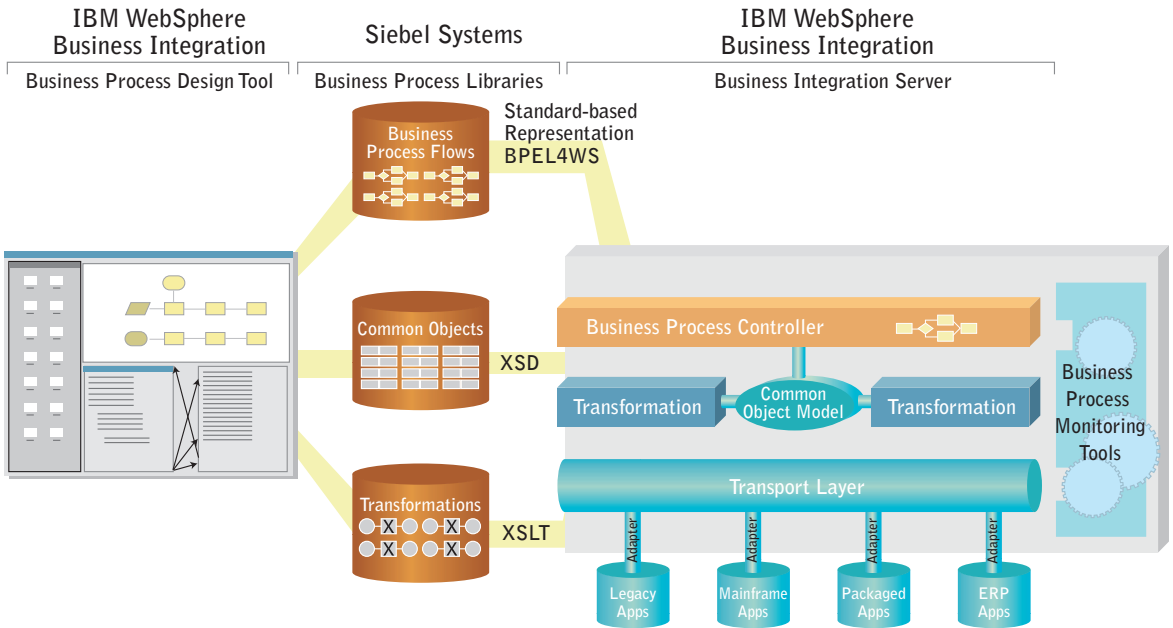 IBM WebSphere
Business Integration
Siebel Systems
IBM WebSphere
Business Integration
Business Process Design Tool
Business Process Libraries
Business Integration Server
Business
Process Flows
Standard-based
Representation
BPEL4WS
Common Objects
XSD
Transformations
X X
X X
XSLT
Business Process Controller
Transformation
Common
Object Model
Transformation
Business
Process
Monitoring
Tools
Transport Layer
Adapter
Adapter
Adapter
Adapter
Legacy
Apps
Mainframe
Apps
Packaged
Apps
ERP
Apps